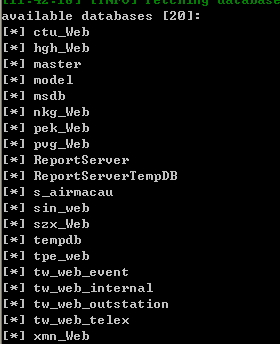 [11:42:18] [INFO] fetching database
available databases [20]:
[*] ctu_Web
[*] hgh_Web
[*] master
[*] model
[*] msdb
[*] nkg_Web
[*] pek_Web
[*] pvg_Web
[*] ReportServer
[*] ReportServerTempDB
[*] s_airmacau
[*] sin_web
[*] szx_Web
[*] tempdb
[*] tpe_web
[*] tw_web_event
[*] tw_web_internal
[*] tw_web_outstation
[*] tw_web_telex
[*] xmn_Web